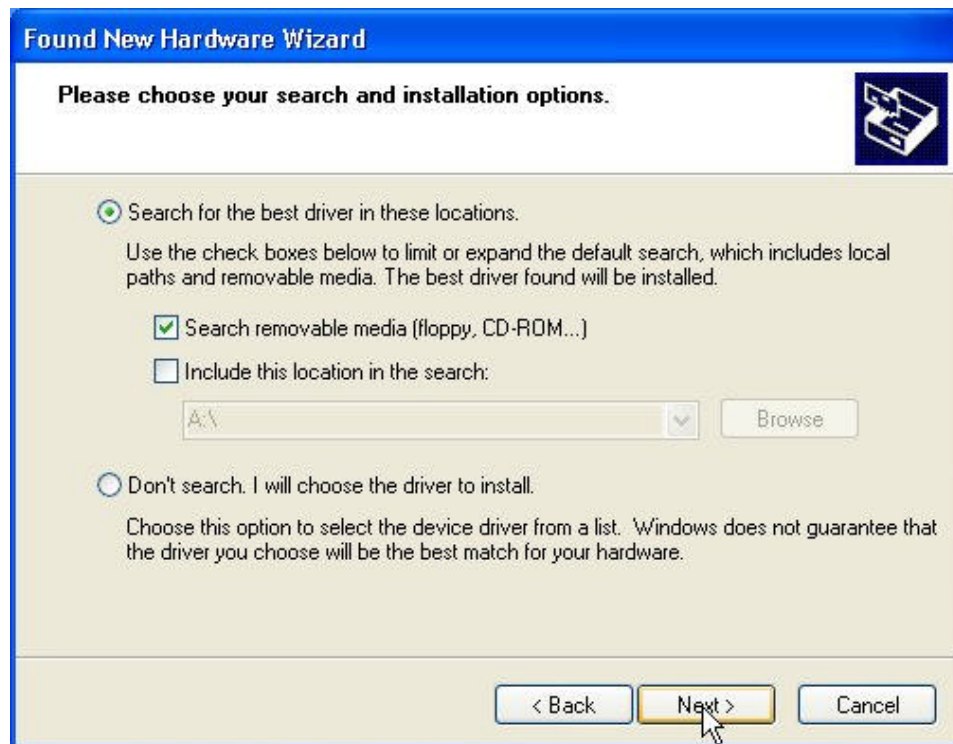 Found New Hardware Wizard
Please choose your search and installation options.
Search for the best driver in these locations.
Use the check boxes below to limit or expand the default search, which includes local
paths and removable media. The best driver found will be installed.
Search removable media (floppy, CD-ROM...)
Include this location in the search:
A:\
Browse
Don't search. I will choose the driver to install.
Choose this option to select the device driver from a list.  Windows does not guarantee that
the driver you choose will be the best match for your hardware.
< Back
Next >
Cancel